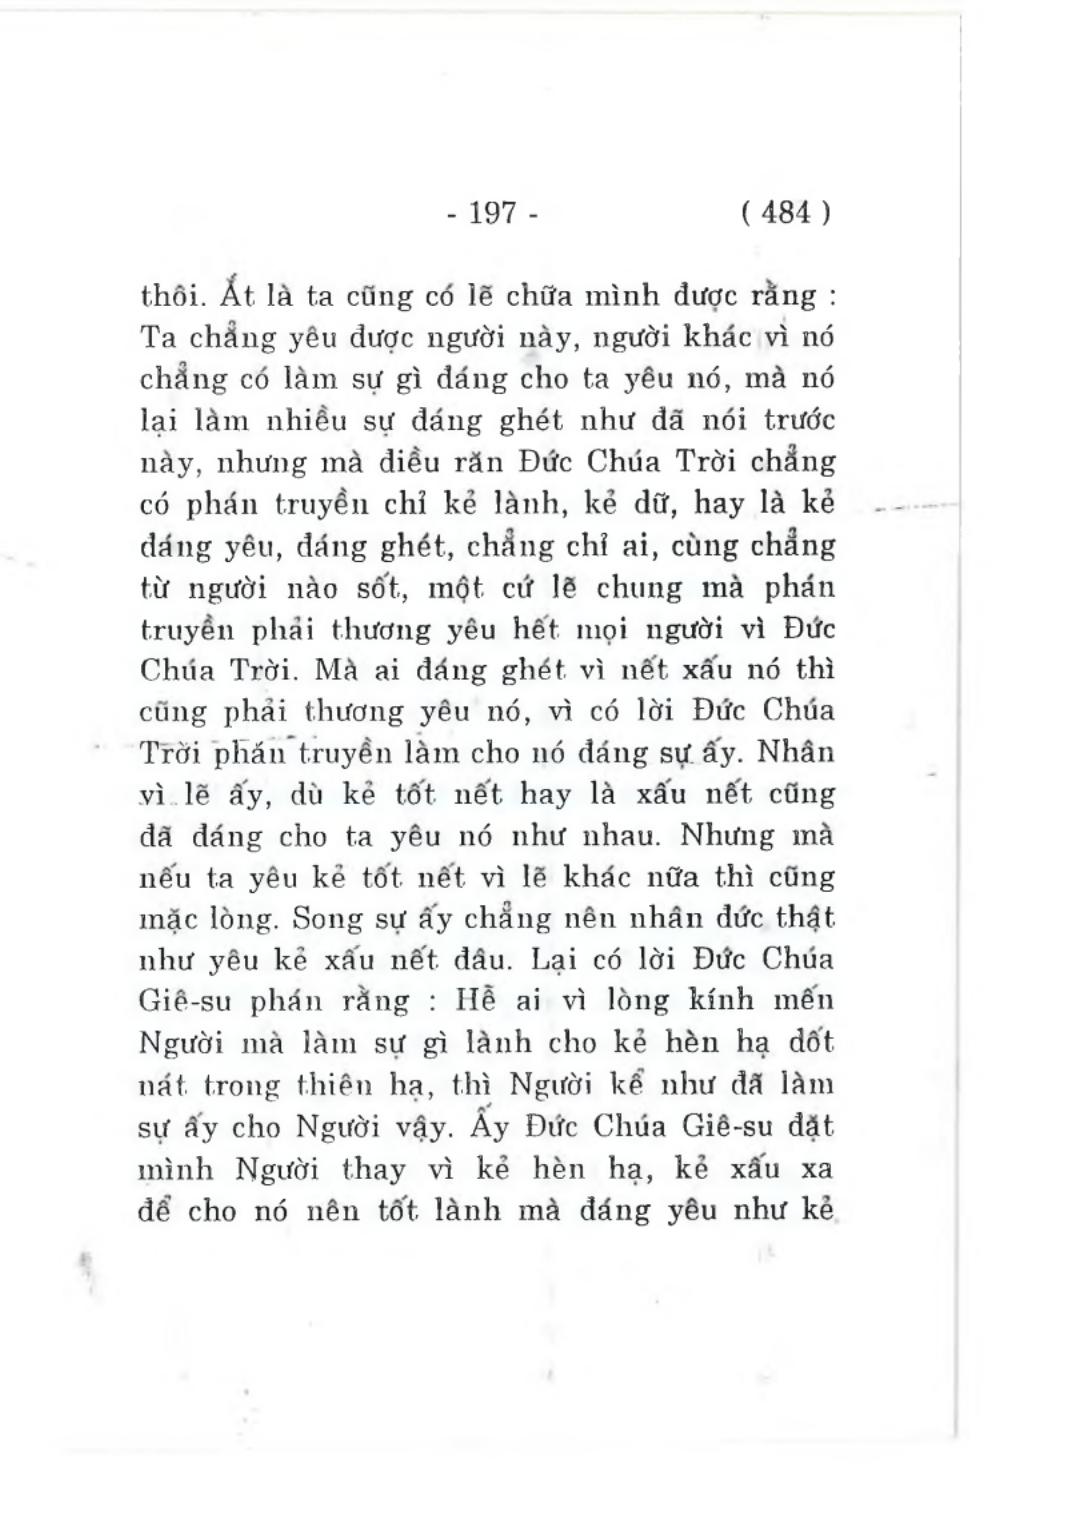 - 197 - ( 484 )
thôi. Ắt là ta cũng có lẽ chữa mình được rằng :
Ta chẳng yêu được người này, người khác vì nó
chẳng có làm sự gì đáng cho ta yêu nó, mà nó
lại làm nhiều sự đáng ghét như đã nói trước
này, nhưng mà điều răn Đức Chúa Trời chẳng
có phán truyền chỉ kẻ lành, kẻ dữ, hay là kẻ
đáng yêu, đáng ghét, chẳng chỉ ai, cùng chẳng
từ người nào sốt, một cứ lẽ chung mà phán
truyền phải thương yêu hết mọi người vì Đức
Chúa Trời. Mà ai đáng ghét vì nết xấu nó thì
cũng phải thương yêu nó, vì có lời Đức Chúa
Trời phán truyền làm cho nó đáng sự ấy. Nhân
vì lẽ ấy, dù kẻ tốt nết hay là xấu nết cũng
đã đáng cho ta yêu nó như nhau. Nhưng mà
nếu ta yêu kẻ tốt nết vì lẽ khác nữa thì cũng
mặc lòng. Song sự ấy chẳng nên nhân đức thật
như yêu kẻ xấu nết đâu. Lại có lời Đức Chúa
Giê-su phán rằng : Hễ ai vì lòng kính mến
Người mà làm sự gì lành cho kẻ hèn hạ dốt
nát trong thiên hạ, thì Người kể như đã làm
sự ấy cho Người vậy. Ấy Đức Chúa Giê-su đặt
mình Người thay vì kẻ hèn hạ, kẻ xấu xa
để cho nó nên tốt lành mà đáng yêu như kẻ